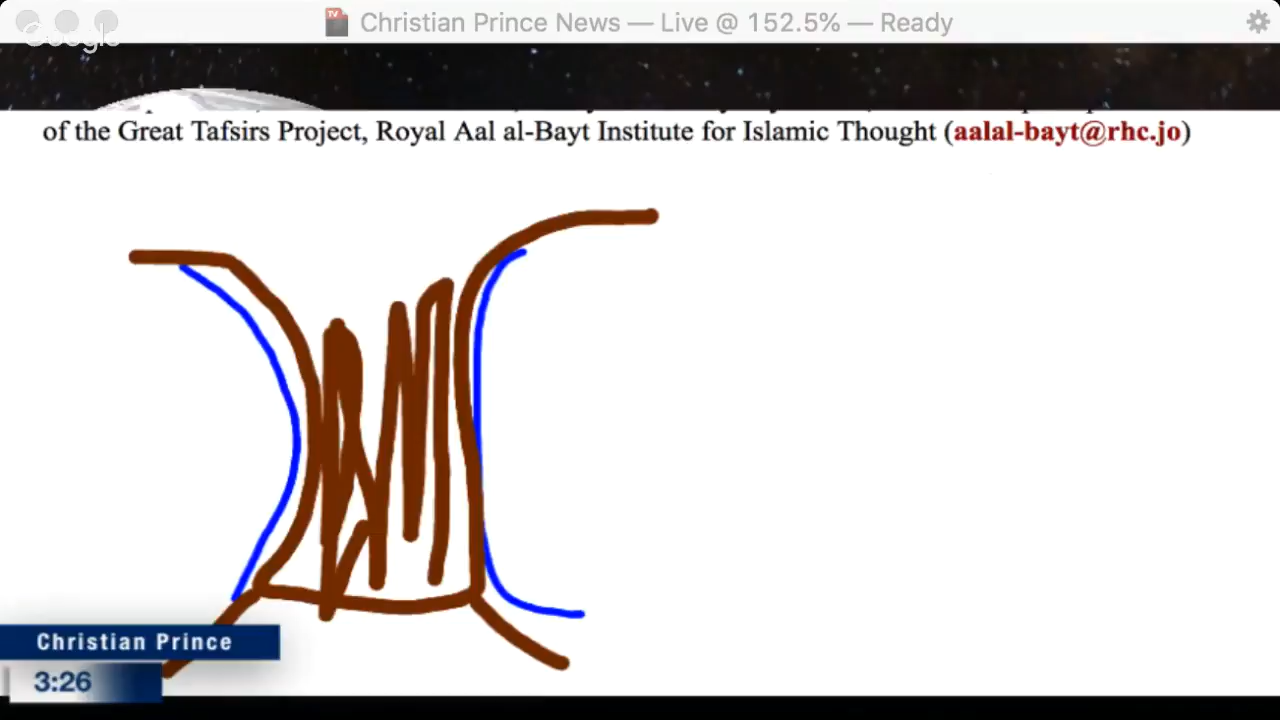 Christian Prince News — Live @ 152.5% — Ready
Google
of the Great Tafsirs Project, Royal Aal al-Bayt Institute for Islamic Thought (aalal-bayt@rhc.jo)
Christian Prince
3:26